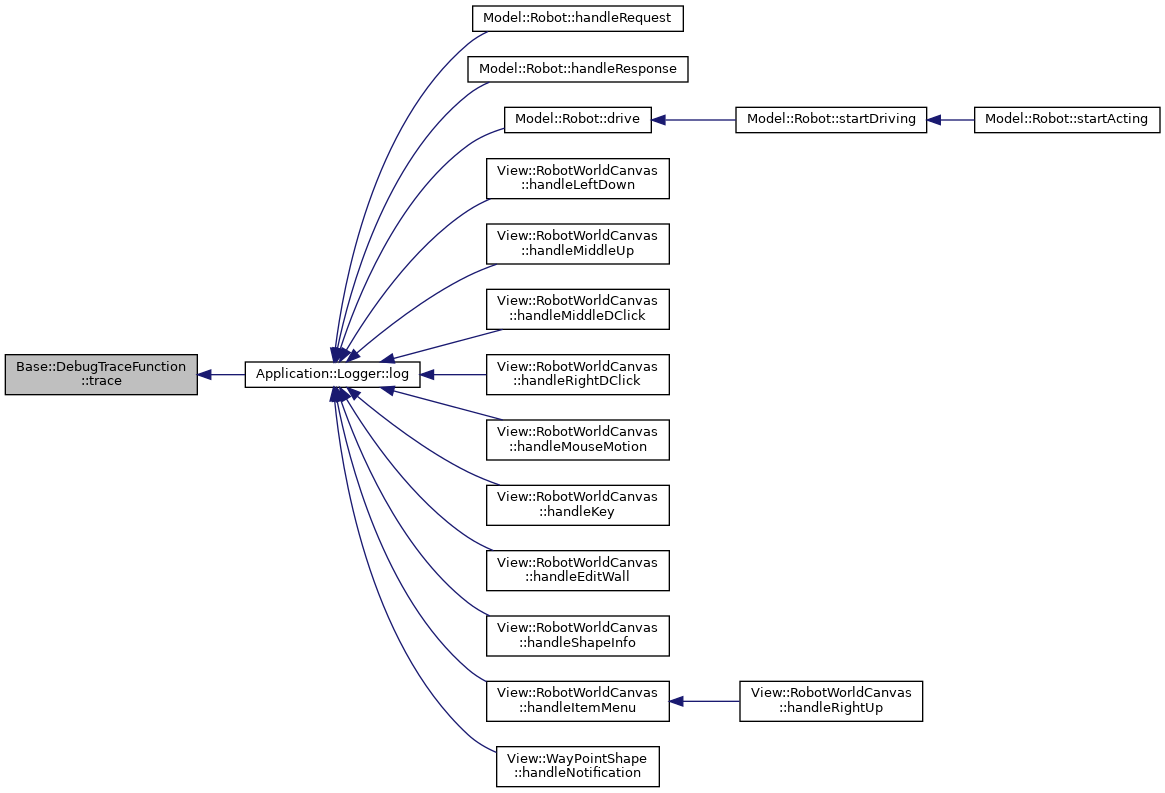 Model::Robot::handleRequest
Model::Robot::handleResponse
Model::Robot::drive
Model::Robot::startDriving
Model::Robot::startActing
View::RobotWorldCanvas
::handleLeftDown
View::RobotWorldCanvas
::handleMiddleUp
View::RobotWorldCanvas
::handleMiddleDClick
Base::DebugTraceFunction
::trace
Application::Logger::log
View::RobotWorldCanvas
::handleRightDClick
View::RobotWorldCanvas
::handleMouseMotion
View::RobotWorldCanvas
::handleKey
View::RobotWorldCanvas
::handleEditWall
View::RobotWorldCanvas
::handleShapeInfo
View::RobotWorldCanvas
::handleItemMenu
View::RobotWorldCanvas
::handleRightUp
View::WayPointShape
::handleNotification